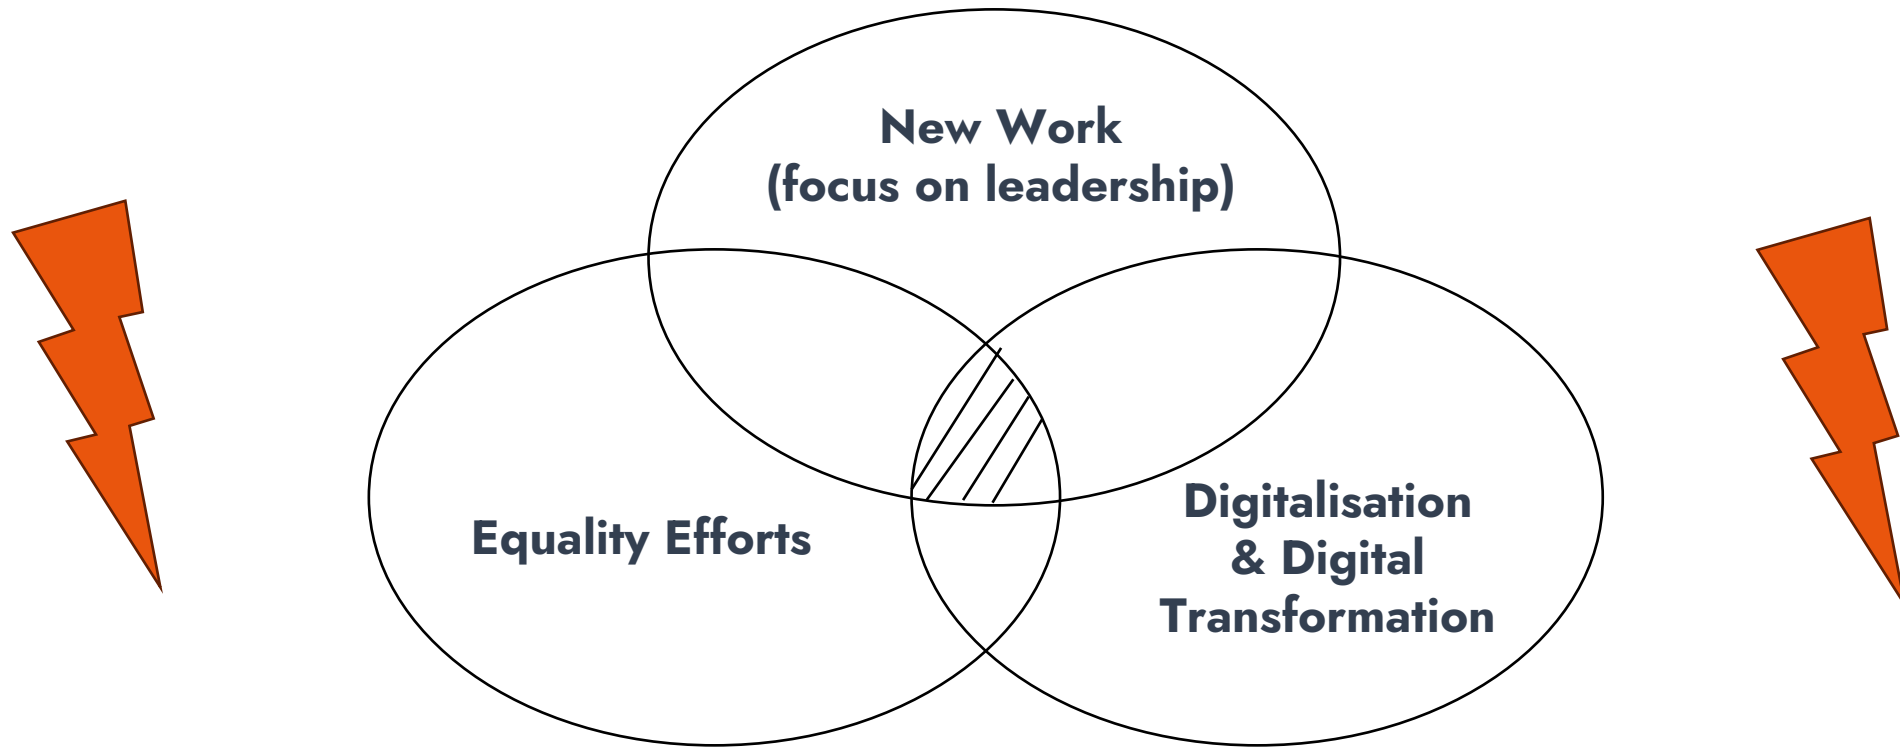 New Work
(focus on leadership)
Equality Efforts
Digitalisation
& Digital
Transformation